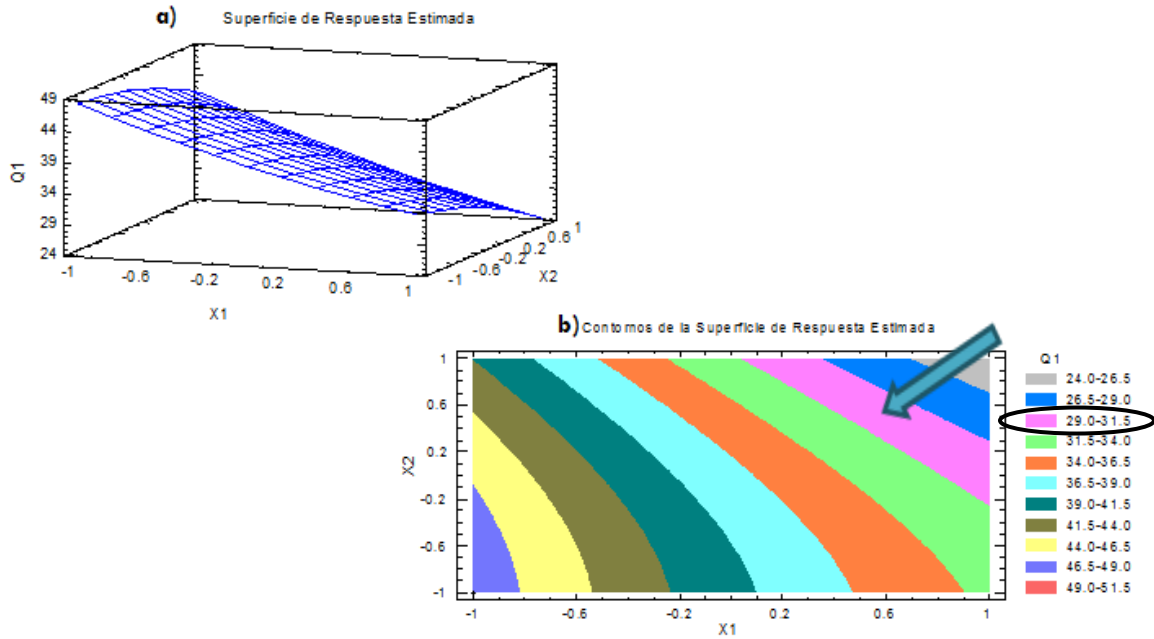 a) Superficie de Respuesta Estimada
Q1
49
44
39
34
29
24
-1 -0.6 -0.2 0.2 0.6 1
X1
-1 -0.6 -0.2 0.2 0.6 1
X2
b) Contornos de la Superficie de Respuesta Estimada
X2
1
0.6
0.2
-0.2
-0.6
-1
-1 -0.6 -0.2 0.2 0.6 1
X1
Q1
24.0-26.5
26.5-29.0
29.0-31.5
31.5-34.0
34.0-36.5
36.5-39.0
39.0-41.5
41.5-44.0
44.0-46.5
46.5-49.0
49.0-51.5